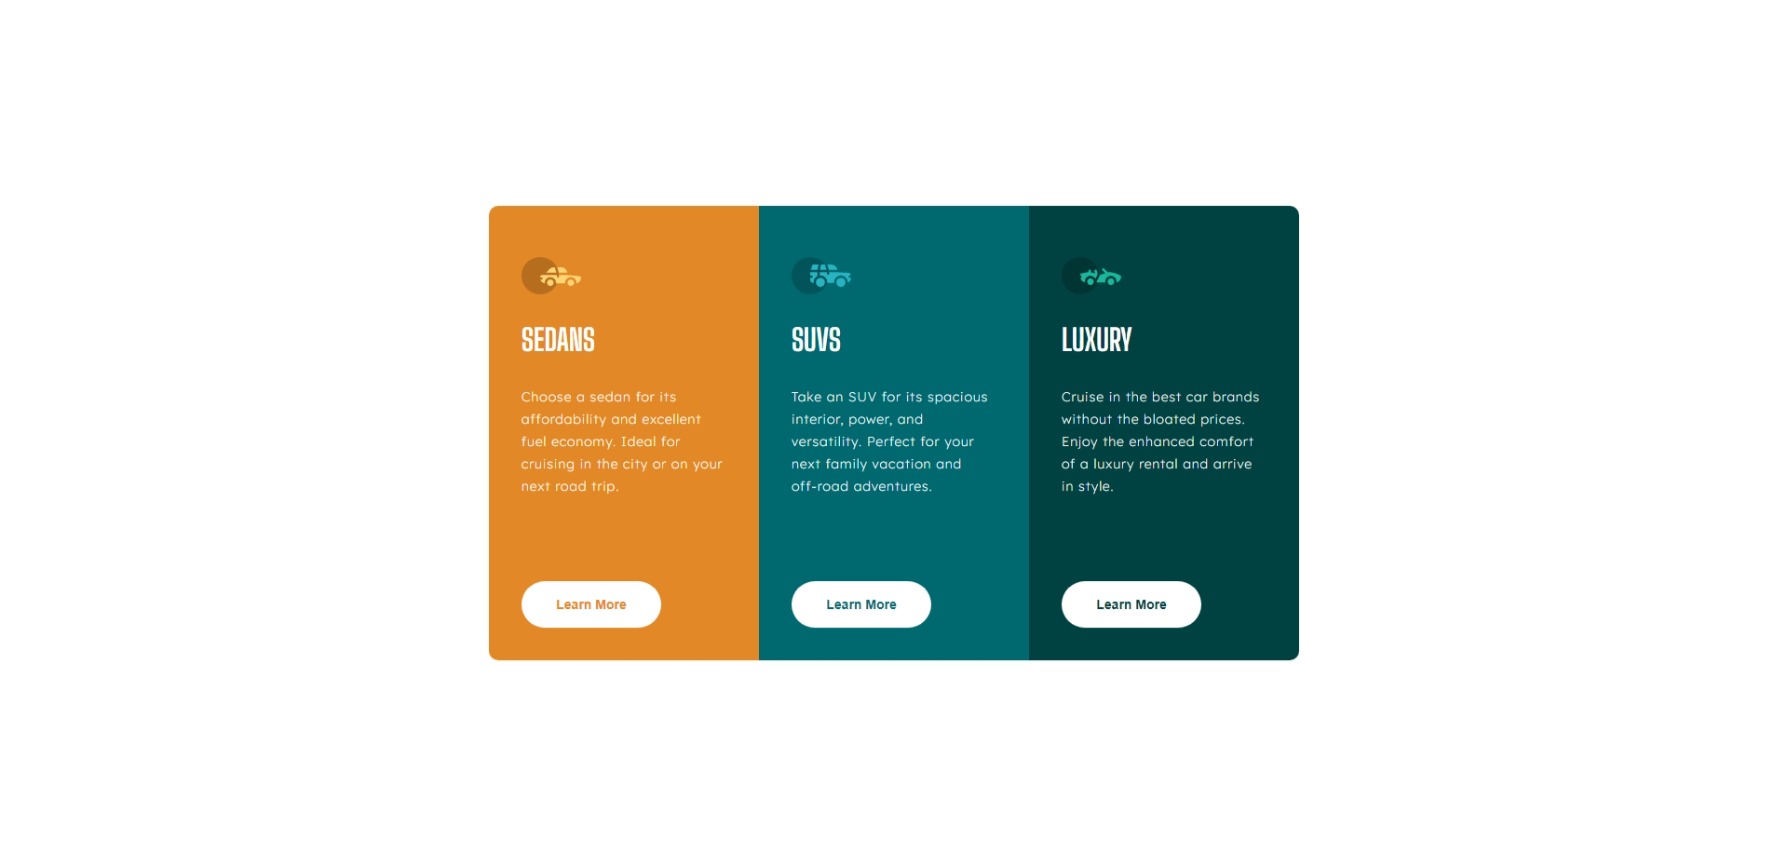 SEDANS
Choose a sedan for its
affordability and excellent
fuel economy. Ideal for
cruising in the city or on your
next road trip.
Learn More
SUVS
Take an SUV for its spacious
interior, power, and
versatility. Perfect for your
next family vacation and
off-road adventures.
Learn More
LUXURY
Cruise in the best car brands
without the bloated prices.
Enjoy the enhanced comfort
of a luxury rental and arrive
in style.
Learn More